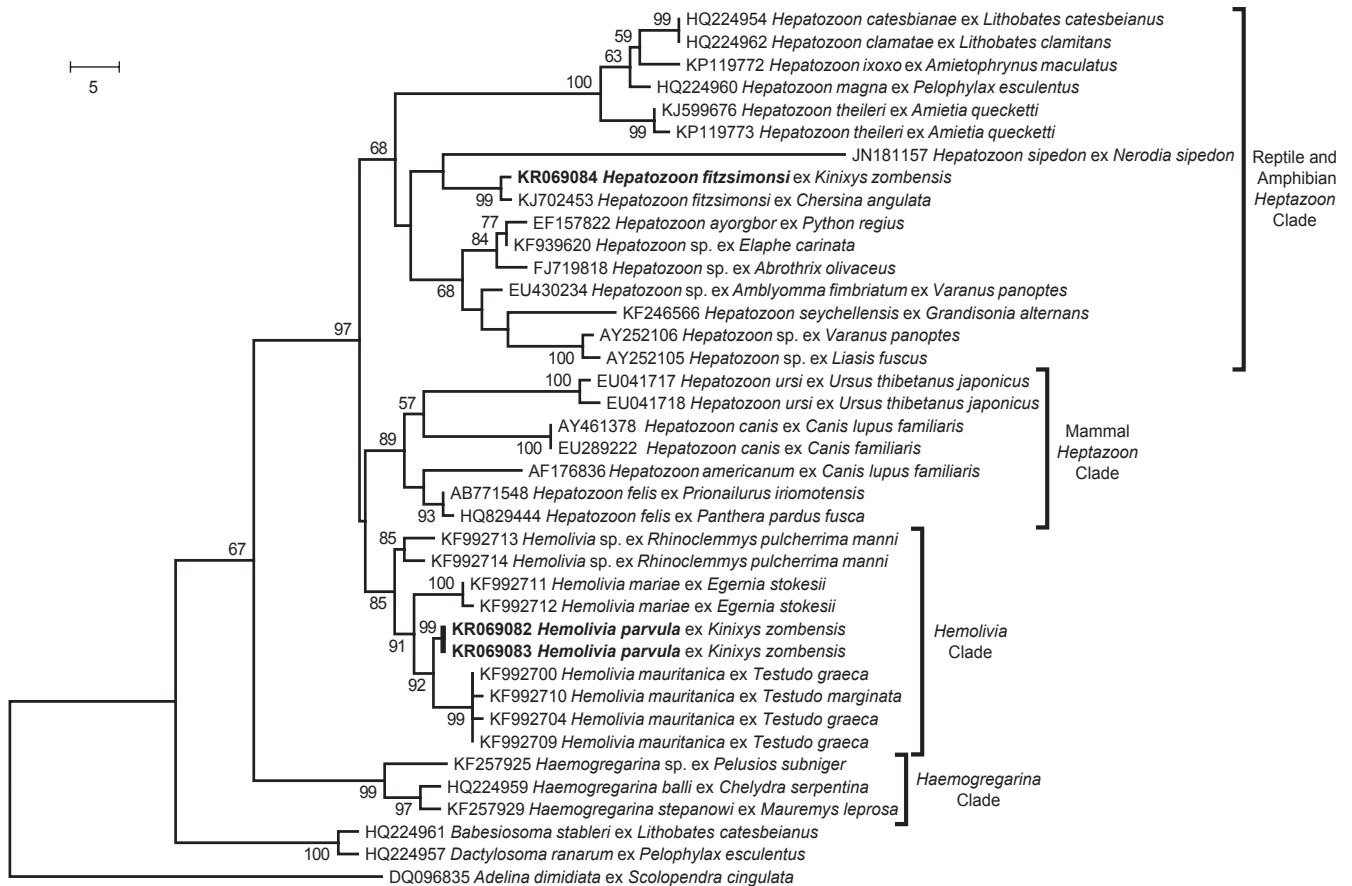 99 HQ224954 Hepatozoon catesbianae ex Lithobates catesbeianus
59 HQ224962 Hepatozoon clamatae ex Lithobates clamitans
63 KP119772 Hepatozoon ixoxo ex Amietophrynus maculatus
5
100 HQ224960 Hepatozoon magna ex Pelophylax esculentus
KJ599676 Hepatozoon theileri ex Amietia quecketti
99 KP119773 Hepatozoon theileri ex Amietia quecketti
68 JN181157 Hepatozoon sipedon ex Nerodia sipedon
KR069084 Hepatozoon fitzsimonsi ex Kinixys zombensis
99 KJ702453 Hepatozoon fitzsimonsi ex Chersina angulata
Reptile and
Amphibian
Heptazoon
Clade
77 EF157822 Hepatozoon ayorgbor ex Python regius
84 KF939620 Hepatozoon sp. ex Elaphe carinata
FJ719818 Hepatozoon sp. ex Abrothrix olivaceus
68 EU430234 Hepatozoon sp. ex Amblyomma fimbriatum ex Varanus panoptes
KF246566 Hepatozoon seychellensis ex Grandisonia alternans
97 AY252106 Hepatozoon sp. ex Varanus panoptes
100 AY252105 Hepatozoon sp. ex Liasis fuscus
100 EU041717 Hepatozoon ursi ex Ursus thibetanus japonicus
57 EU041718 Hepatozoon ursi ex Ursus thibetanus japonicus
AY461378 Hepatozoon canis ex Canis lupus familiaris
89 100 EU289222 Hepatozoon canis ex Canis familiaris
Mammal
Heptazoon
Clade
AF176836 Hepatozoon americanum ex Canis lupus familiaris
AB771548 Hepatozoon felis ex Prionailurus iriomotensis
93 HQ829444 Hepatozoon felis ex Panthera pardus fusca
85 KF992713 Hemolivia sp. ex Rhinoclemmys pulcherrima manni
67 KF992714 Hemolivia sp. ex Rhinoclemmys pulcherrima manni
100 KF992711 Hemolivia mariae ex Egernia stokesii
85 KF992712 Hemolivia mariae ex Egernia stokesii
99 KR069082 Hemolivia parvula ex Kinixys zombensis
91 KR069083 Hemolivia parvula ex Kinixys zombensis
Hemolivia
Clade
KF992700 Hemolivia mauritanica ex Testudo graeca
92 KF992710 Hemolivia mauritanica ex Testudo marginata
99 KF992704 Hemolivia mauritanica ex Testudo graeca
KF992709 Hemolivia mauritanica ex Testudo graeca
KF257925 Haemogregarina sp. ex Pelusios subniger
99 HQ224959 Haemogregarina balli ex Chelydra serpentina
97 KF257929 Haemogregarina stepanowi ex Mauremys leprosa
Haemogregarina
Clade
HQ224961 Babesiosoma stableri ex Lithobates catesbeianus
100 HQ224957 Dactylosoma ranarum ex Pelophylax esculentus
DQ096835 Adelina dimidiata ex Scolopendra cingulata